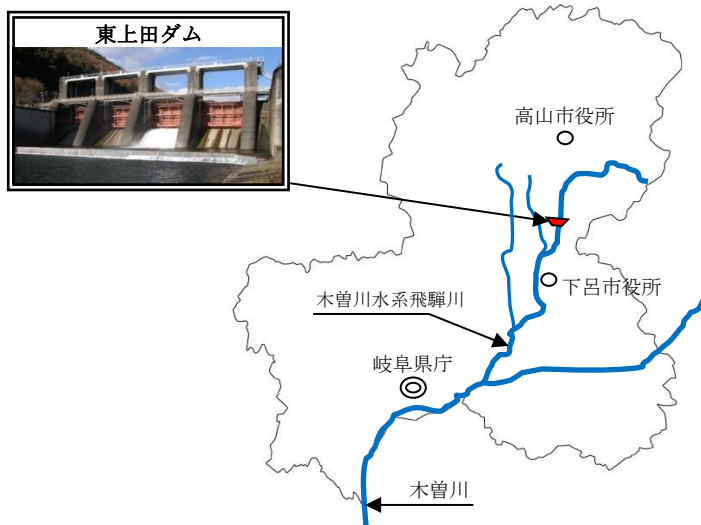 東上田ダム
高山市役所
下呂市役所
木曽川水系飛騨川
岐阜県庁
木曽川